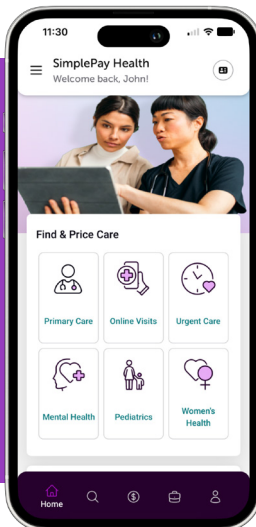 11:30
SimplePay Health
Welcome back, John!
Find & Price Care
Primary Care
Online Visits
Urgent Care
Mental Health
Pediatrics
Women's
Health
Home